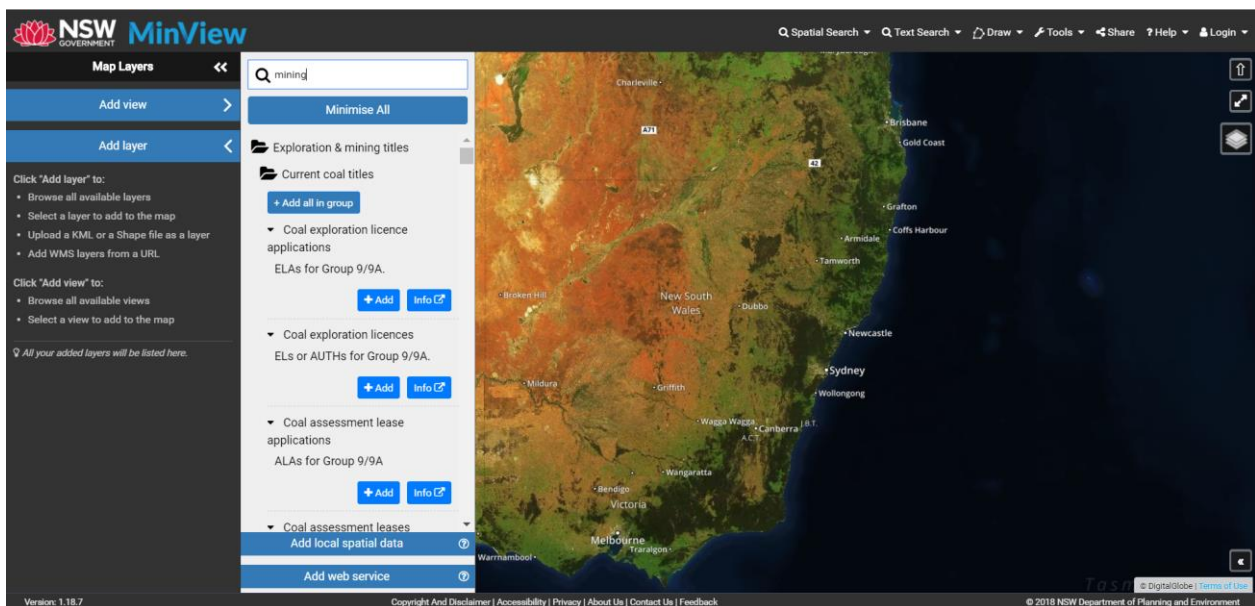 NSW
GOVERNMENT
MinView
Spatial Search
Text Search
Draw
Tools
Share
? Help
Login
Map Layers
Add view
Add layer
Click "Add layer" to:
• Browse all available layers
• Select a layer to add to the map
• Upload a KML or a Shape file as a layer
• Add WMS layers from a URL
Click "Add view" to:
• Browse all available views
• Select a view to add to the map
All your added layers will be listed here.
mining
Minimise All
Exploration & mining titles
Current coal titles
+ Add all in group
Coal exploration licence
applications
ELAs for Group 9/9A.
+ Add
Info
Coal exploration licences
ELs or AUTHs for Group 9/9A.
+ Add
Info
Coal assessment lease
applications
ALAs for Group 9/9A
+ Add
Info
Coal assessment leases
Add local spatial data
Add web service
Charleville
A71
Brisbane
Gold Coast
42
Grafton
Coffs Harbour
Armidale
Tamworth
Broken Hill
New South
Wales
Dubbo
Newcastle
Sydney
Mildura
Griffith
Wollongong
Wagga Wagga
Canberra
J.B.T.
A.C.T.
Wangaratta
Bendigo
Victoria
Melbourne
Traralgon
Warrnambool
Tasm
© DigitalGlobe | Terms of Use
Version: 1.18.7
Copyright And Disclaimer | Accessibility | Privacy | About Us | Contact Us | Feedback
© 2018 NSW Department of Planning and Environment